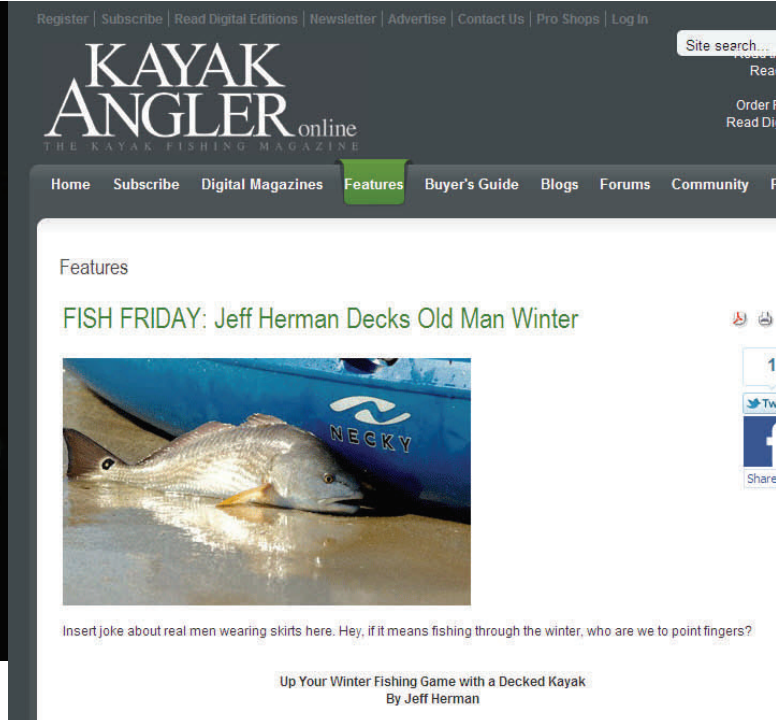 Register | Subscribe | Read Digital Editions | Newsletter | Advertise | Contact Us | Pro Shops | Log In
Site search...
KAYAK
ANGLER online
THE KAYAK FISHING MAGAZINE
Order
Home Subscribe Digital Magazines Features Buyer's Guide Blogs Forums Community
Features
FISH FRIDAY: Jeff Herman Decks Old Man Winter
NECKY
1
Share
Insert joke about real men wearing skirts here. Hey, if it means fishing through the winter, who are we to point fingers?
Up Your Winter Fishing Game with a Decked Kayak
By Jeff Herman